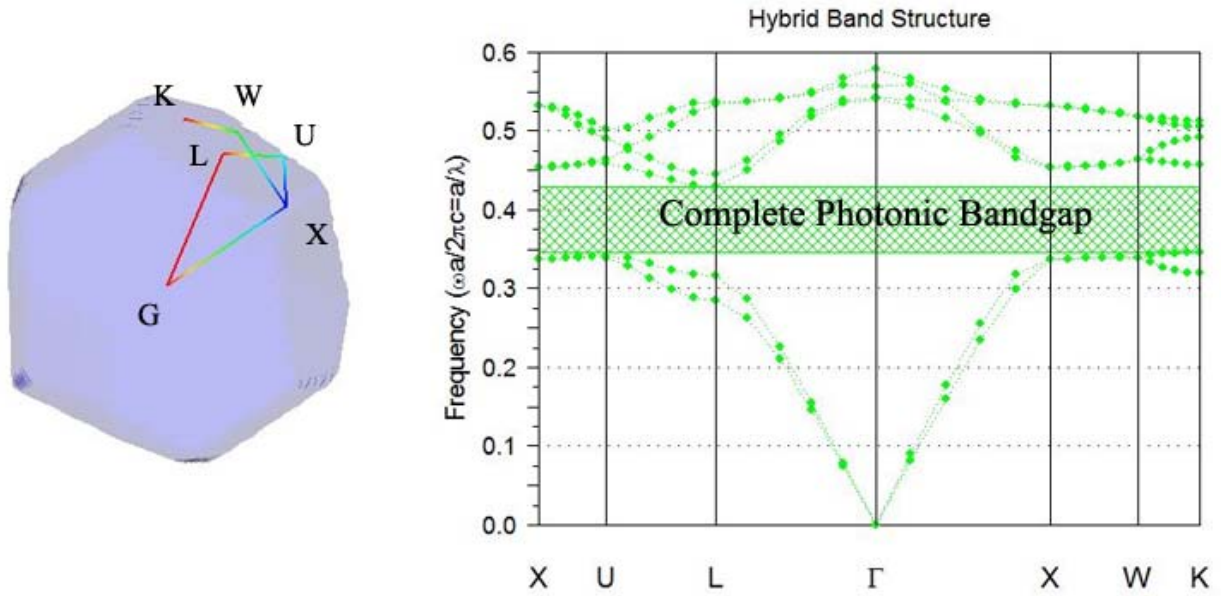 K
W
U
L
X
G
Hybrid Band Structure
Frequency (ωa/2πc=a/λ)
0.6
0.5
0.4
0.3
0.2
0.1
0.0
Complete Photonic Bandgap
X U L Γ X W K